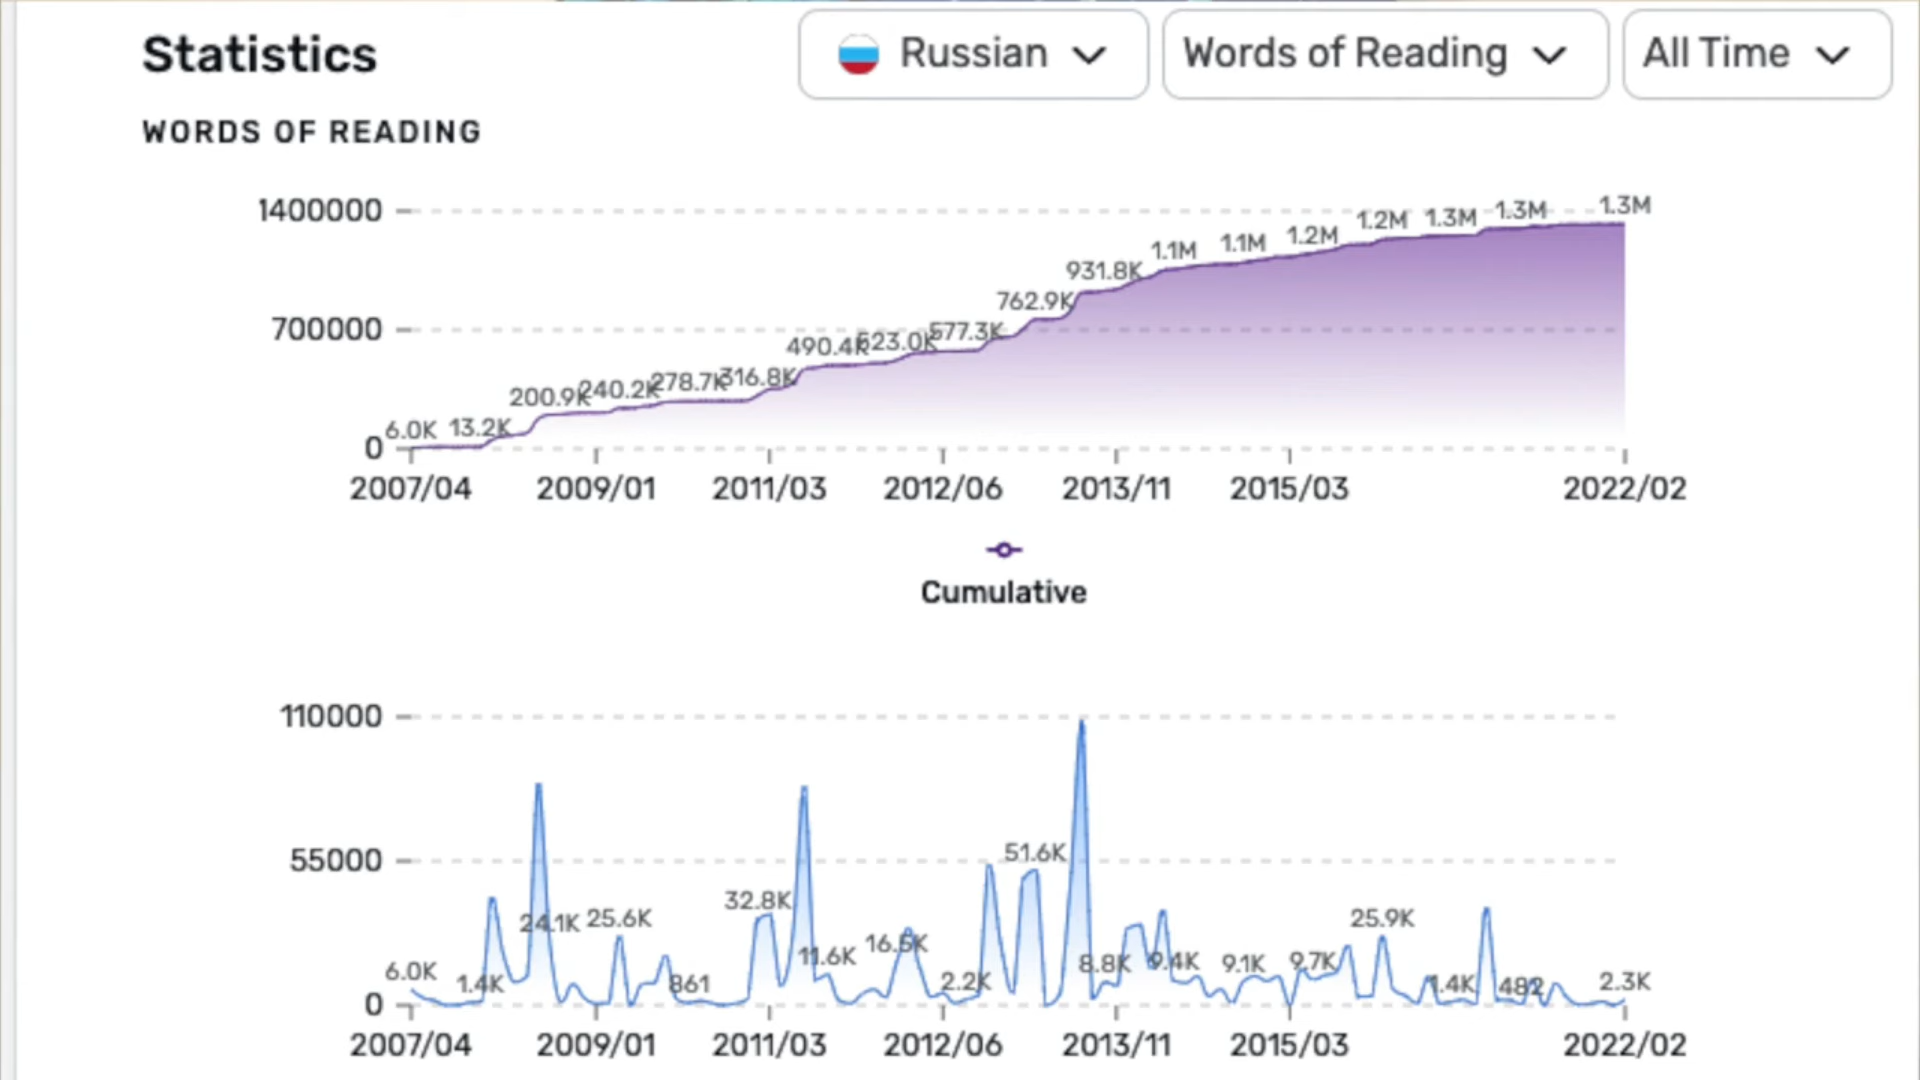 Statistics
Russian
Words of Reading
All Time
WORDS OF READING
1400000
700000
0
6.0K 13.2K 200.9K 240.2K 278.7K 316.8K 490.4K 523.0K 577.3K 762.9K 931.8K 1.1M 1.1M 1.2M 1.2M 1.3M 1.3M 1.3M
2007/04 2009/01 2011/03 2012/06 2013/11 2015/03 2022/02
Cumulative
110000
55000
0
6.0K 1.4K 24.1K 25.6K 861 32.8K 11.6K 16.5K 2.2K 51.6K 8.8K 9.4K 9.1K 9.7K 25.9K 1.4K 482 2.3K
2007/04 2009/01 2011/03 2012/06 2013/11 2015/03 2022/02